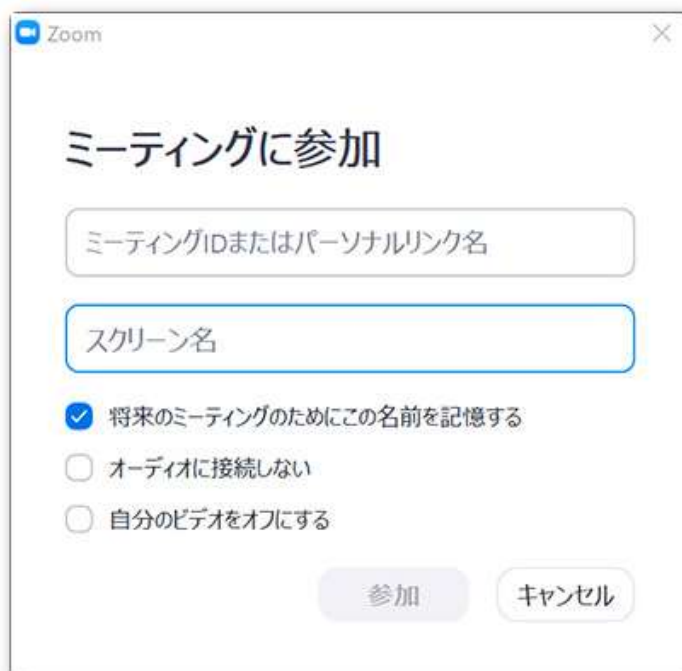 Zoom
ミーティングに参加
ミーティングIDまたはパーソナルリンク名
スクリーン名
将来のミーティングのためにこの名前を記憶する
オーディオに接続しない
自分のビデオをオフにする
参加 キャンセル